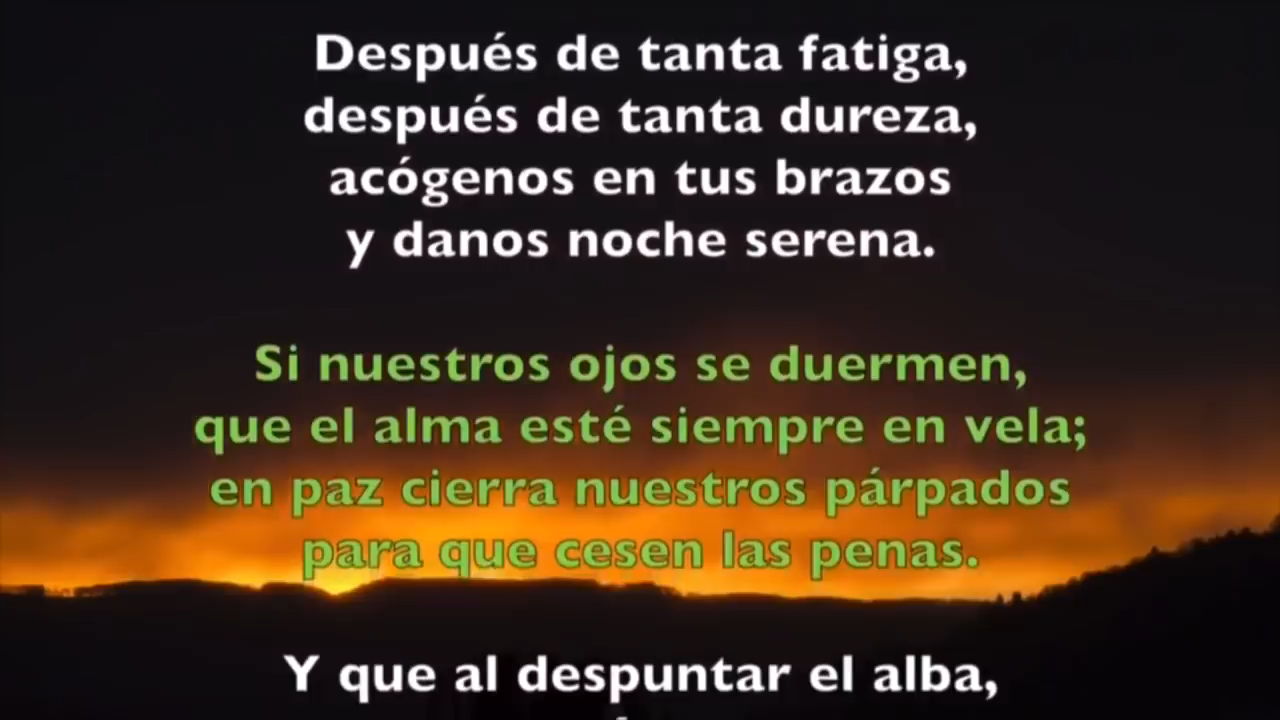 Después de tanta fatiga,
después de tanta dureza,
acógenos en tus brazos
y danos noche serena.
Si nuestros ojos se duermen,
que el alma esté siempre en vela;
en paz cierra nuestros párpados
para que cesen las penas.
Y que al despuntar el alba,